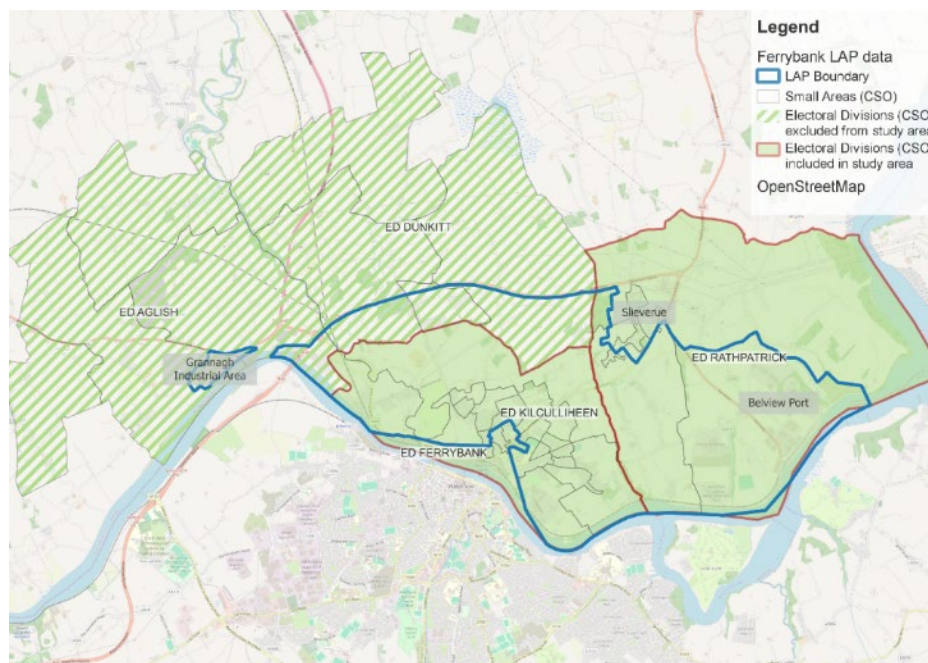 Legend
Ferrybank LAP data
LAP Boundary
Small Areas (CSO)
Electoral Divisions (CSO
excluded from study area
Electoral Divisions (CSO
included in study area
OpenStreetMap
ED DUNKITT
ED AGLISH
Slieverue
Grannagh
Industrial Area
ED RATHPATRICK
Belview Port
ED KILCULLIHEEN
ED FERRYBANK
Waterford